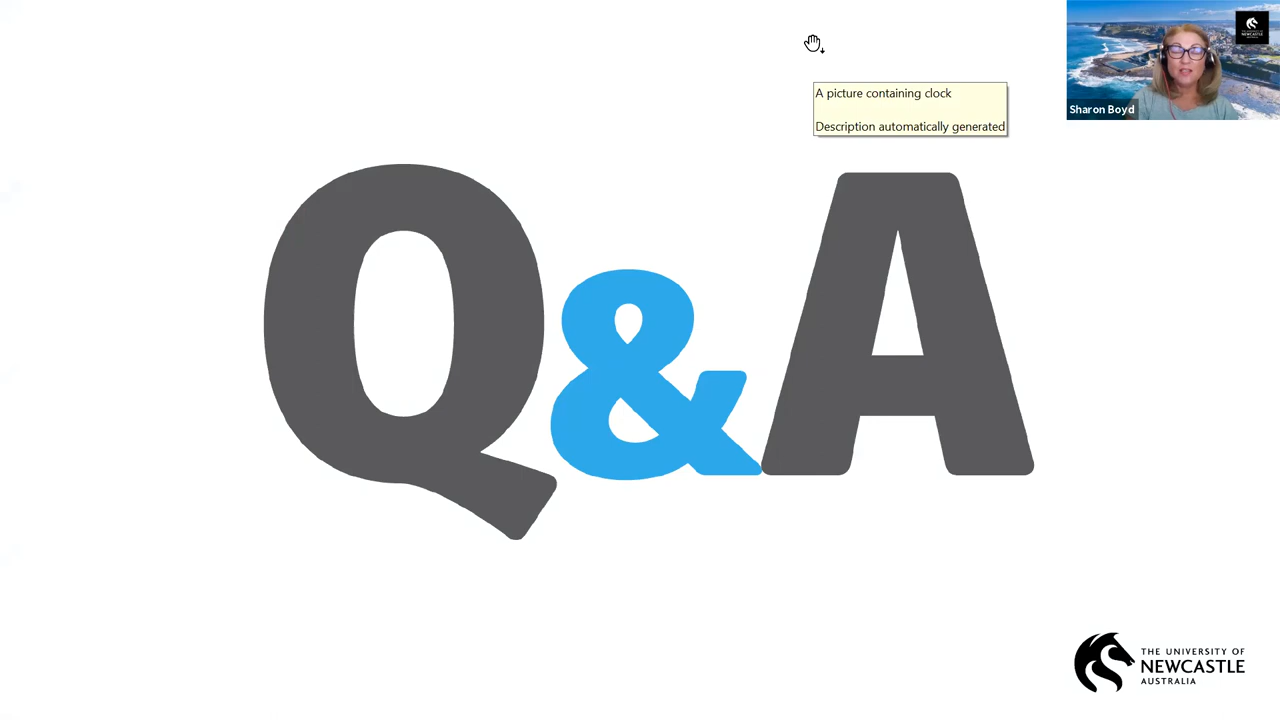 A picture containing clock
Description automatically generated
Sharon Boyd
Q&A
THE UNIVERSITY OF
NEWCASTLE
AUSTRALIA